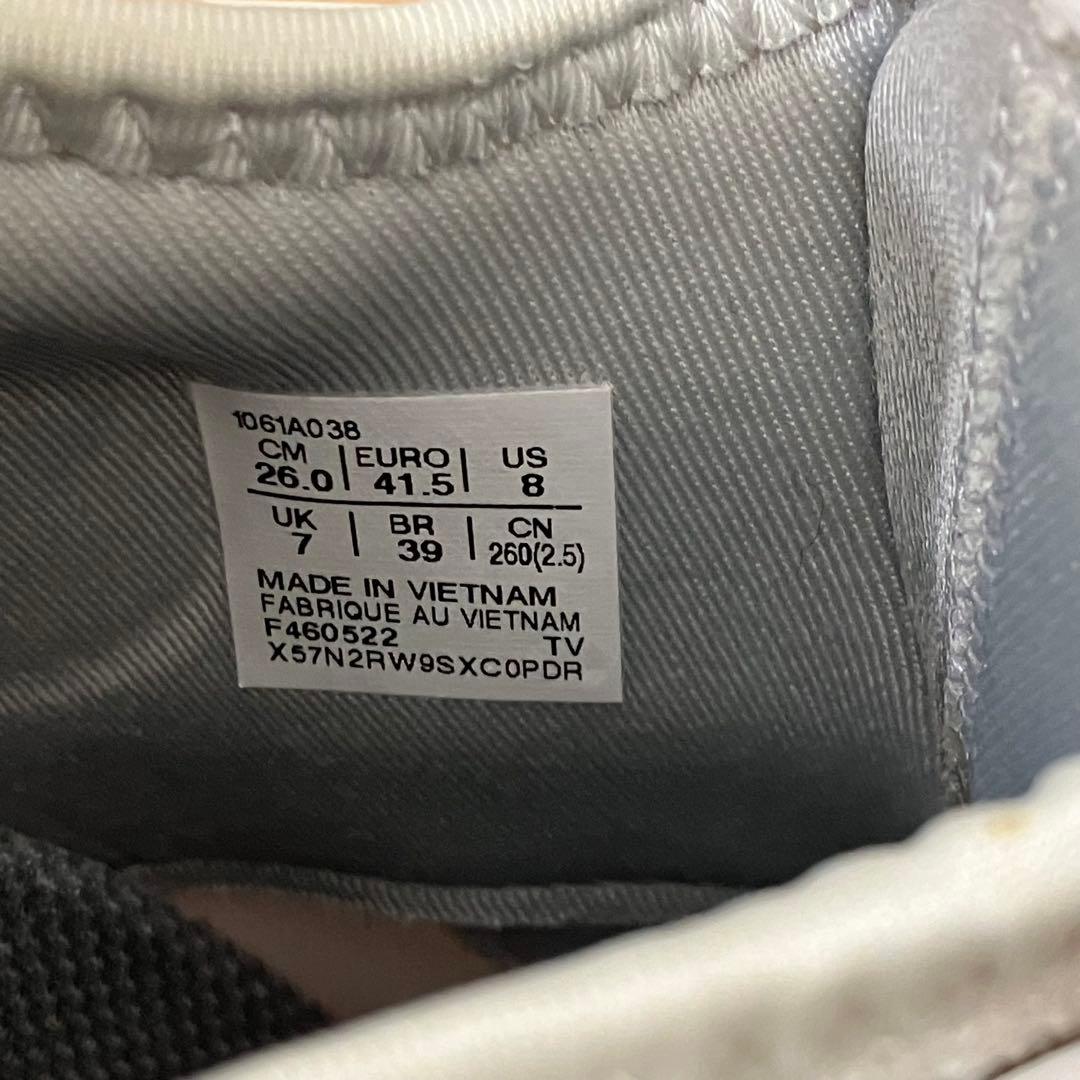 1061A038
CM | EURO | US
26.0 | 41.5 | 8
UK | BR | CN
7 | 39 | 260(2.5)
MADE IN VIETNAM
FABRIQUE AU VIETNAM
F460522 TV
X57N2RW9SXC0PDR